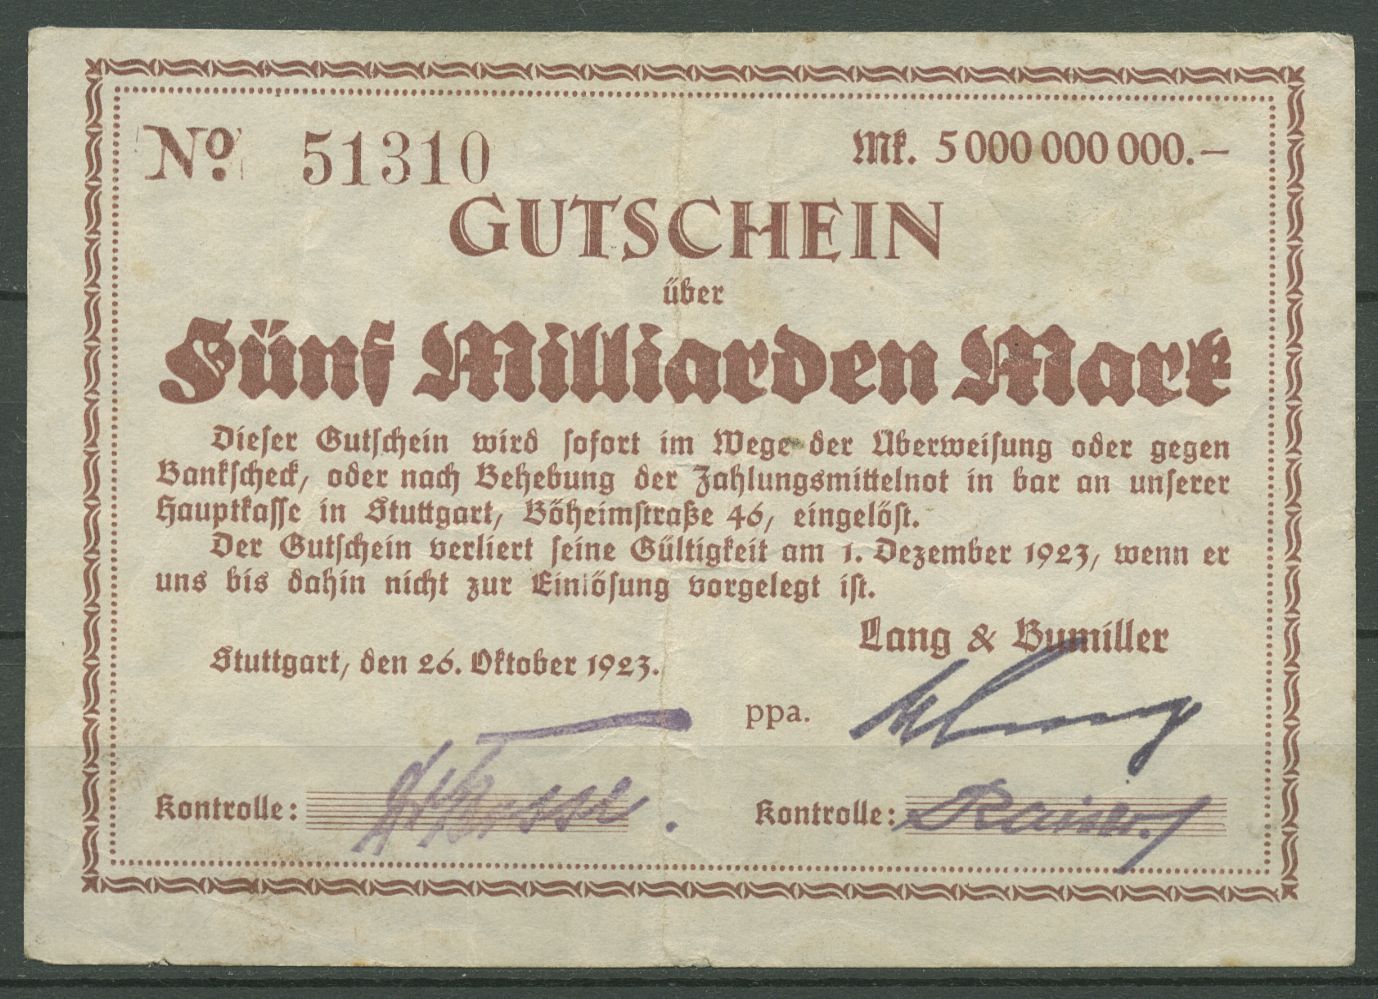 No. 51310
Mk. 5 000 000 000.—
GUTSCHEIN
über
Fünf Milliarden Mark
Dieser Gutschein wird sofort im Wege der Überweisung oder gegen
Bankscheck, oder nach Behebung der Zahlungsmittelnot in bar an unserer
Hauptkasse in Stuttgart, Böheimstraße 46, eingelöst.
Der Gutschein verliert seine Gültigkeit am 1. Dezember 1923, wenn er
uns bis dahin nicht zur Einlösung vorgelegt ist.
Lang & Bumiller
Stuttgart, den 26. Oktober 1923.
ppa.
Kontrolle:
Kontrolle: